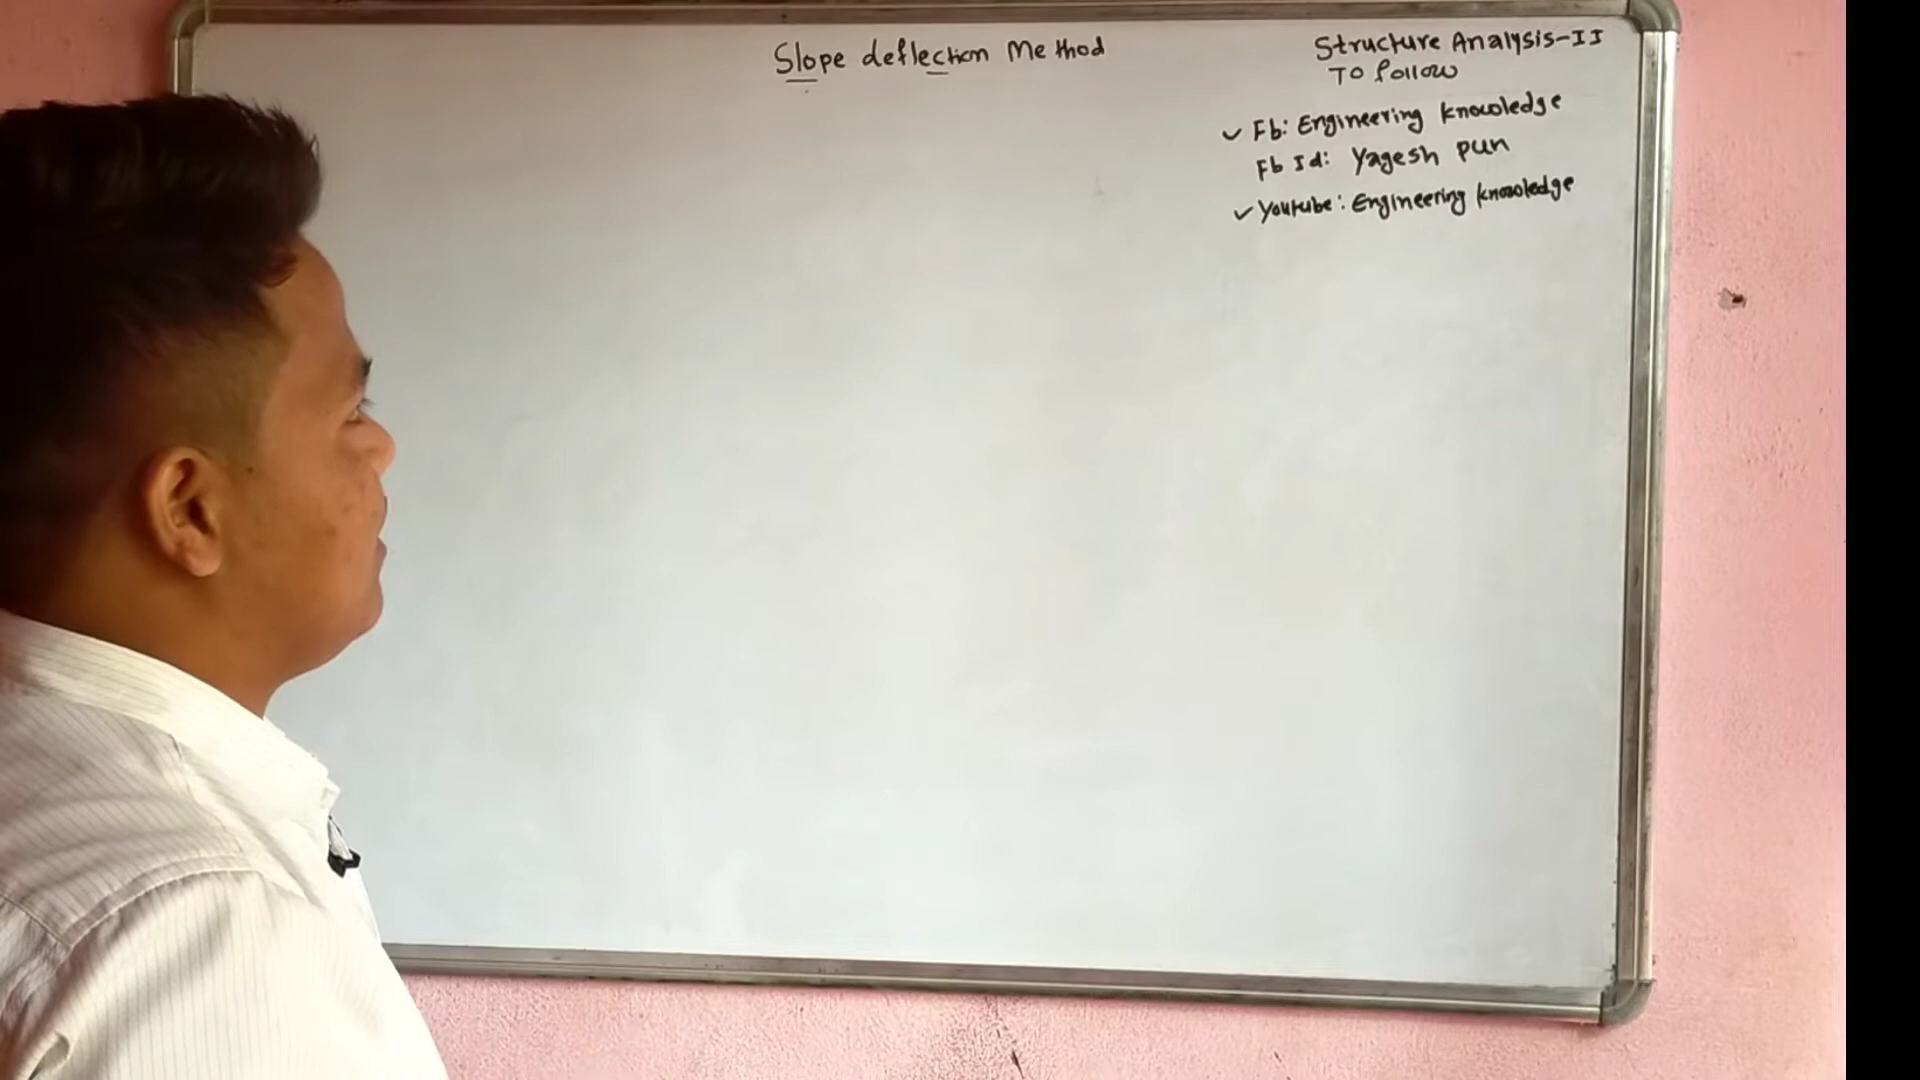 Slope deflection Method
Structure Analysis-II
To follow
✓ Fb: Engineering knowledge
Fb Id: Yagesh pun
✓ Youtube: Engineering knowledge